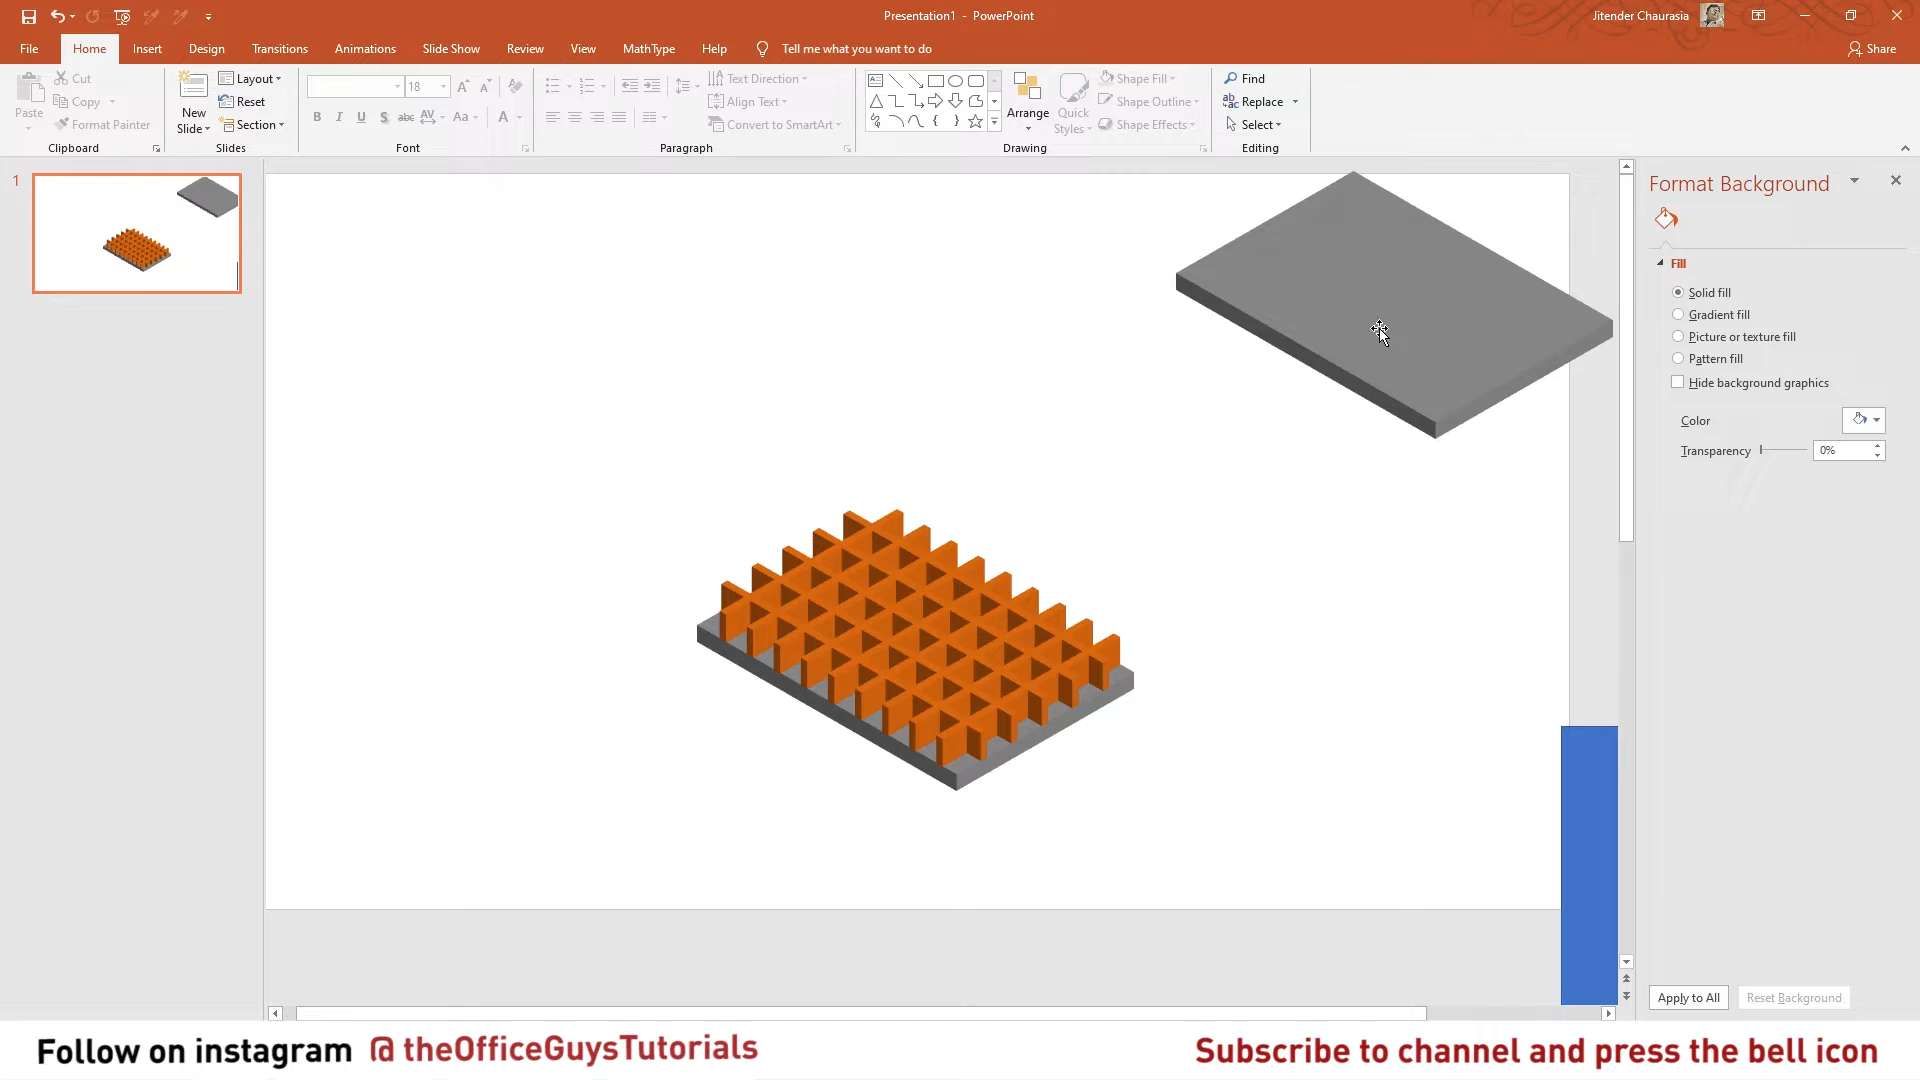 Presentation1 - PowerPoint
Jitender Chaurasia
File Home Insert Design Transitions Animations Slide Show Review View MathType Help Tell me what you want to do Share
Cut
Copy
Format Painter
Paste
Clipboard
New
Slide
Layout
Reset
Section
Slides
18
B I U S abc AV Aa A
Font
Text Direction
Align Text
Convert to SmartArt
Paragraph
Arrange
Quick
Styles
Shape Fill
Shape Outline
Shape Effects
Drawing
Find
Replace
Select
Editing
1
Format Background
Fill
Solid fill
Gradient fill
Picture or texture fill
Pattern fill
Hide background graphics
Color
Transparency 0%
Apply to All Reset Background
Follow on instagram @ theOfficeGuysTutorials
Subscribe to channel and press the bell icon